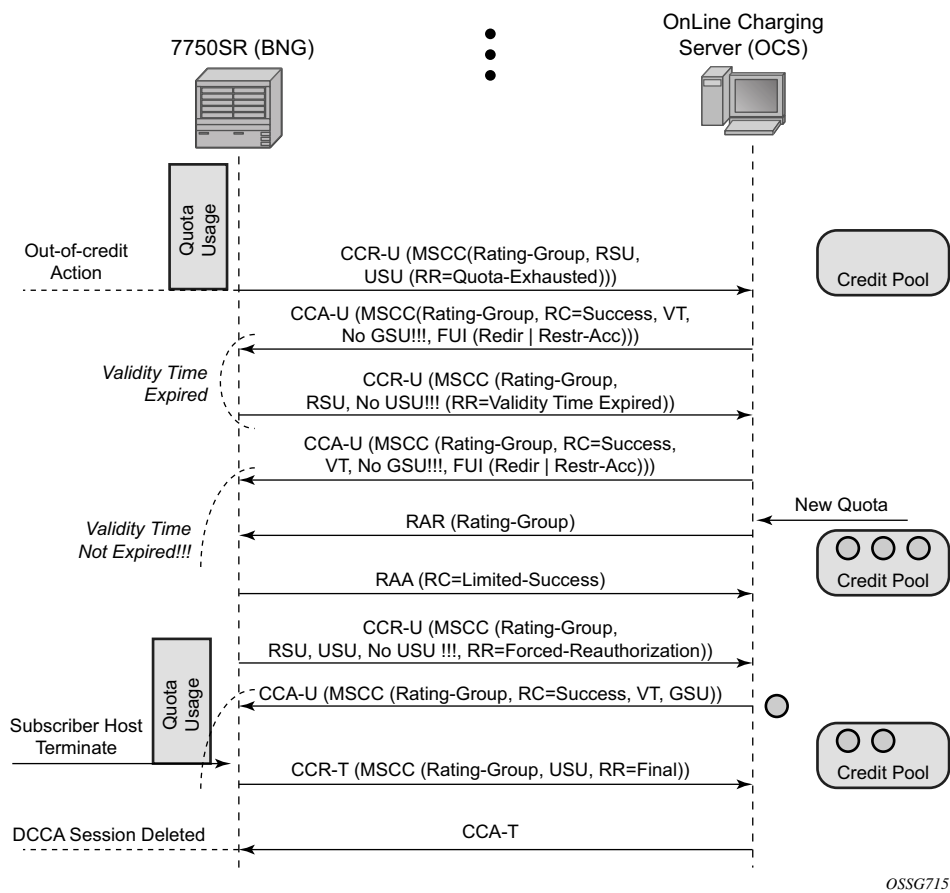 7750SR (BNG)
OnLine Charging
Server (OCS)
Quota
Usage
Out-of-credit
Action
CCR-U (MSCC(Rating-Group, RSU,
USU (RR=Quota-Exhausted)))
Credit Pool
CCA-U (MSCC(Rating-Group, RC=Success, VT,
No GSU!!!, FUI (Redir | Restr-Acc)))
Validity Time
Expired
CCR-U (MSCC (Rating-Group,
RSU, No USU!!! (RR=Validity Time Expired))
CCA-U (MSCC (Rating-Group, RC=Success,
VT, No GSU!!!, FUI (Redir | Restr-Acc)))
New Quota
Validity Time
Not Expired!!!
RAR (Rating-Group)
Credit Pool
RAA (RC=Limited-Success)
CCR-U (MSCC (Rating-Group,
RSU, USU, No USU !!!, RR=Forced-Reauthorization))
Quota
Usage
CCA-U (MSCC (Rating-Group, RC=Success, VT, GSU))
Subscriber Host
Terminate
CCR-T (MSCC (Rating-Group, USU, RR=Final))
Credit Pool
DCCA Session Deleted
CCA-T
OSSG715